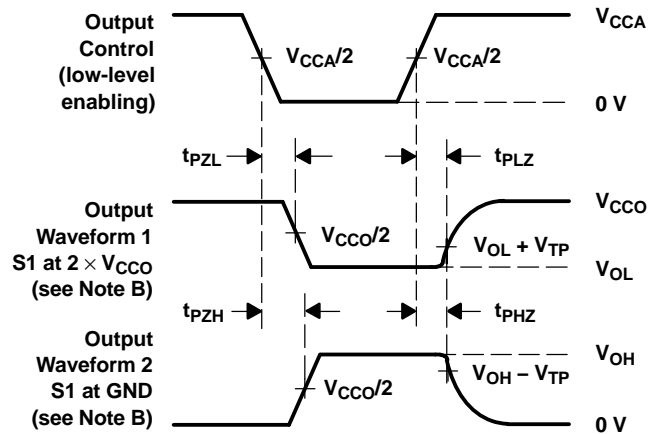 Output
Control
(low-level
enabling)
VCCA/2
VCCA/2
VCCA
0 V
tPZL
tPLZ
Output
Waveform 1
S1 at 2 × VCCO
(see Note B)
VCCO/2
VCCO
VOL + VTP
VOL
tPZH
tPHZ
Output
Waveform 2
S1 at GND
(see Note B)
VCCO/2
VOH
VOH − VTP
0 V